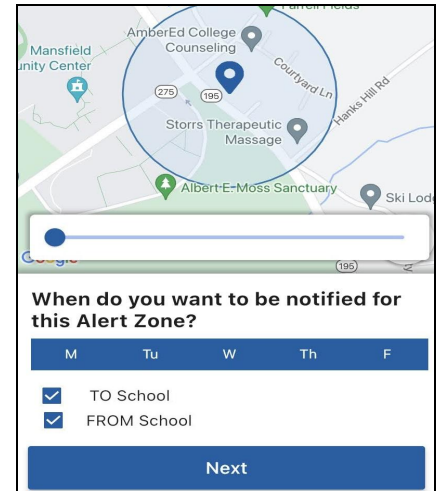 Farrell Fields
AmberEd College
Counseling
Mansfield
unity Center
Courtyard Ln
Hanks Hill Rd
275
195
Storrs Therapeutic
Massage
Albert E. Moss Sanctuary
Ski Lod
Google
195
When do you want to be notified for
this Alert Zone?
M Tu W Th F
TO School
FROM School
Next